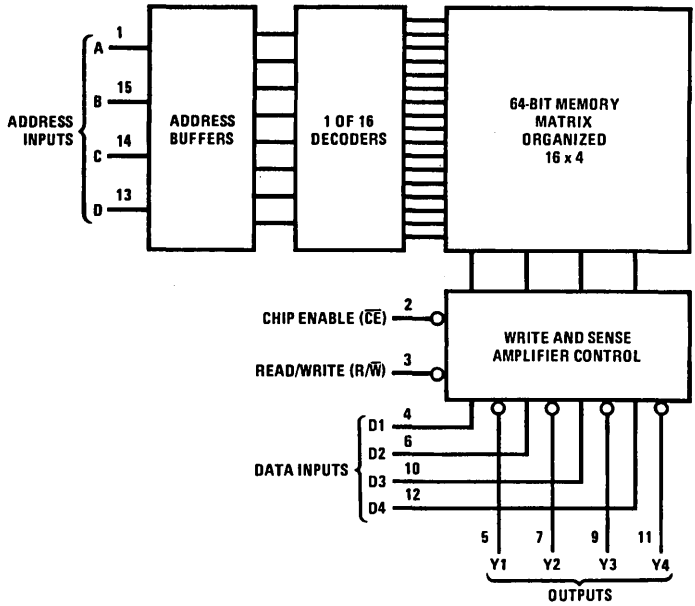 ADDRESS
INPUTS
A 1
B 15
C 14
D 13
ADDRESS
BUFFERS
1 OF 16
DECODERS
64-BIT MEMORY
MATRIX
ORGANIZED
16 x 4
CHIP ENABLE (C̅E̅) 2
READ/WRITE (R/W̅) 3
WRITE AND SENSE
AMPLIFIER CONTROL
DATA INPUTS
D1 4
D2 6
D3 10
D4 12
5 7 9 11
Y1 Y2 Y3 Y4
OUTPUTS